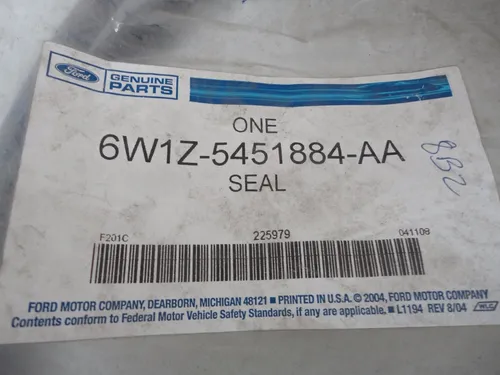 Ford
GENUINE
PARTS
ONE
6W1Z-5451884-AA
SEAL
8B2
F201C 225979 041108
FORD MOTOR COMPANY, DEARBORN, MICHIGAN 48121 ■ PRINTED IN U.S.A. © 2004, FORD MOTOR COMPANY
Contents conform to Federal Motor Vehicle Safety Standards, if any are applicable. ■ L1194 REV 8/04